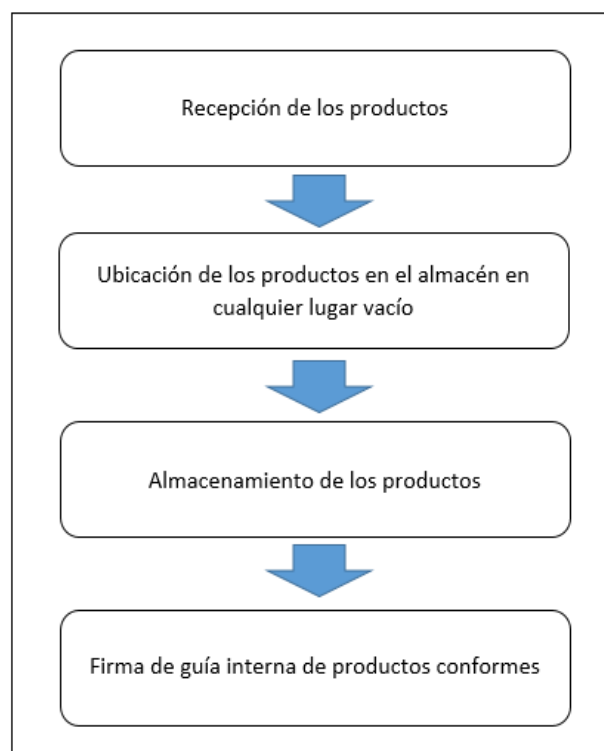 Recepción de los productos
Ubicación de los productos en el almacén en
cualquier lugar vacío
Almacenamiento de los productos
Firma de guía interna de productos conformes